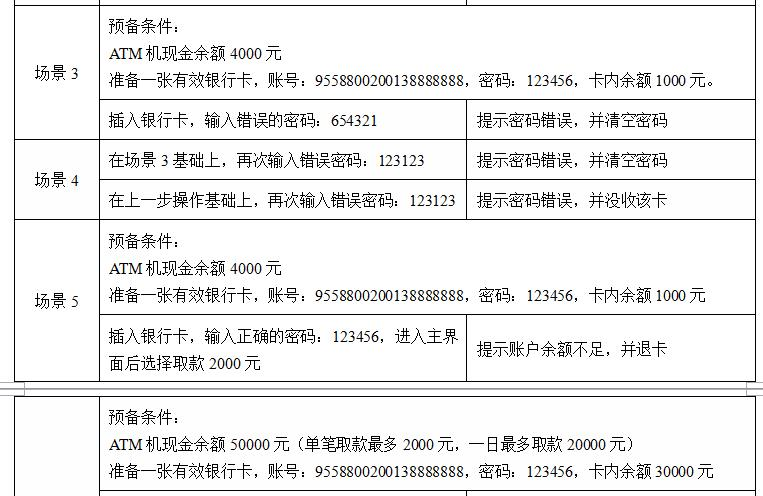 场景 3
预备条件：
ATM 机现金余额 4000 元
准备一张有效银行卡，账号：9558800200138888888，密码：123456，卡内余额 1000 元。
插入银行卡，输入错误的密码：654321
提示密码错误，并清空密码
场景 4
在场景 3 基础上，再次输入错误密码：123123
提示密码错误，并清空密码
在上一步操作基础上，再次输入错误密码：123123
提示密码错误，并没收该卡
场景 5
预备条件：
ATM 机现金余额 4000 元
准备一张有效银行卡，账号：9558800200138888888，密码：123456，卡内余额 1000 元
插入银行卡，输入正确的密码：123456，进入主界
面后选择取款 2000 元
提示账户余额不足，并退卡
预备条件：
ATM 机现金余额 50000 元（单笔取款最多 2000 元，一日最多取款 20000 元）
准备一张有效银行卡，账号：9558800200138888888，密码：123456，卡内余额 30000 元